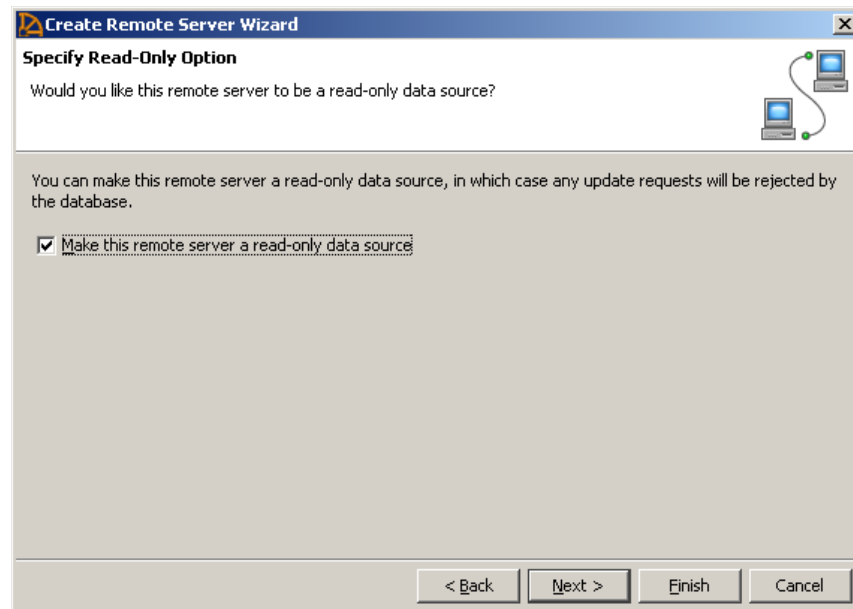 Create Remote Server Wizard
Specify Read-Only Option
Would you like this remote server to be a read-only data source?
You can make this remote server a read-only data source, in which case any update requests will be rejected by
the database.
Make this remote server a read-only data source
< Back Next > Finish Cancel